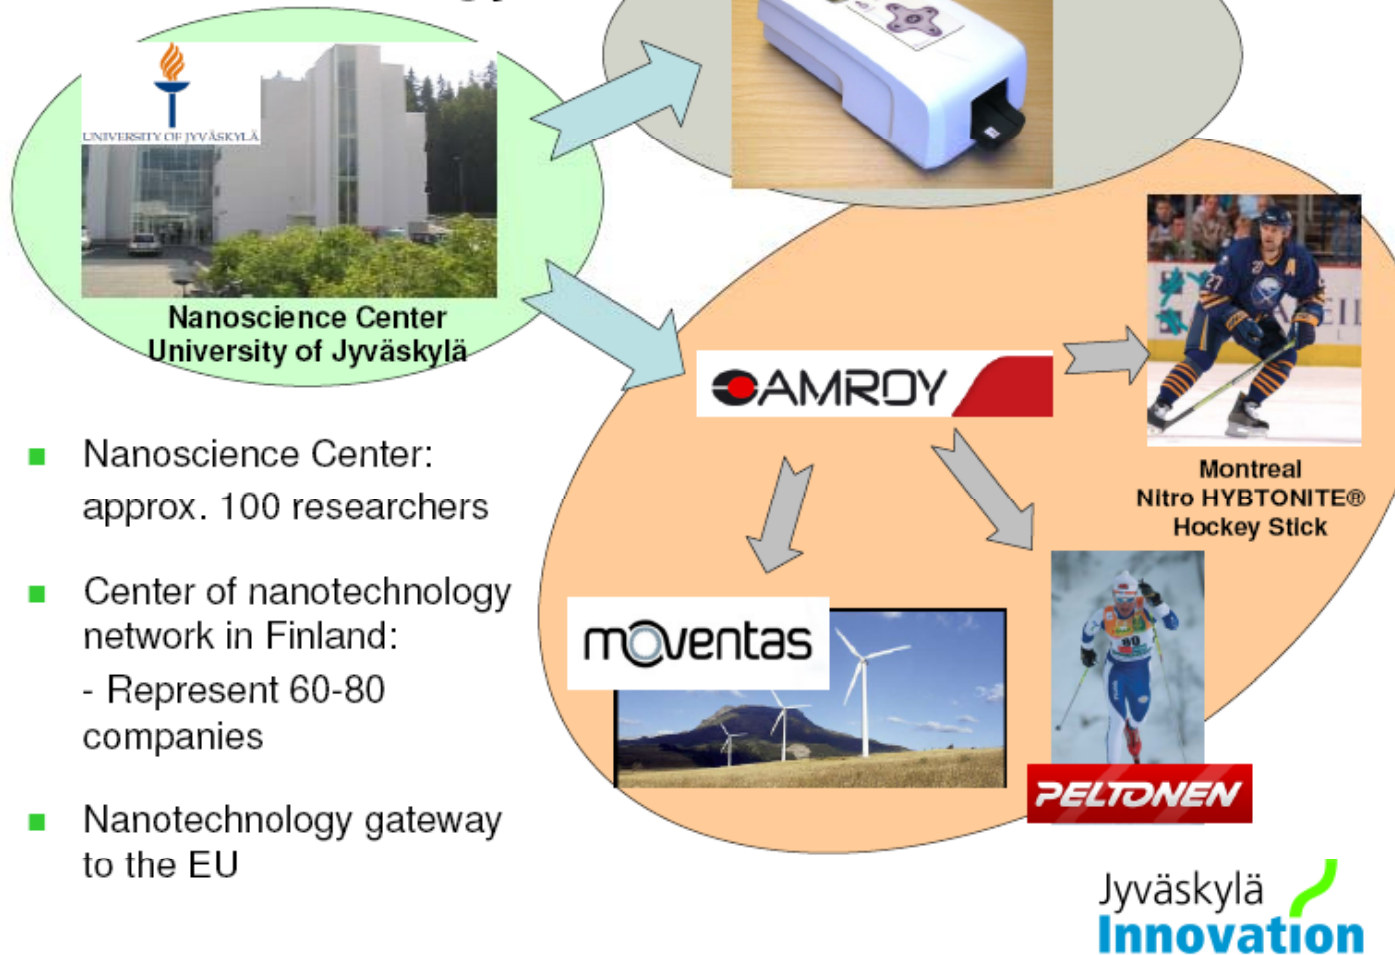 UNIVERSITY OF JYVÄSKYLÄ
Nanoscience Center
University of Jyväskylä
AMROY
27
A
Montreal
Nitro HYBTONITE®
Hockey Stick
Nanoscience Center:
approx. 100 researchers
Center of nanotechnology
network in Finland:
- Represent 60-80
companies
Nanotechnology gateway
to the EU
moventas
80
PELTONEN
Jyväskylä
Innovation